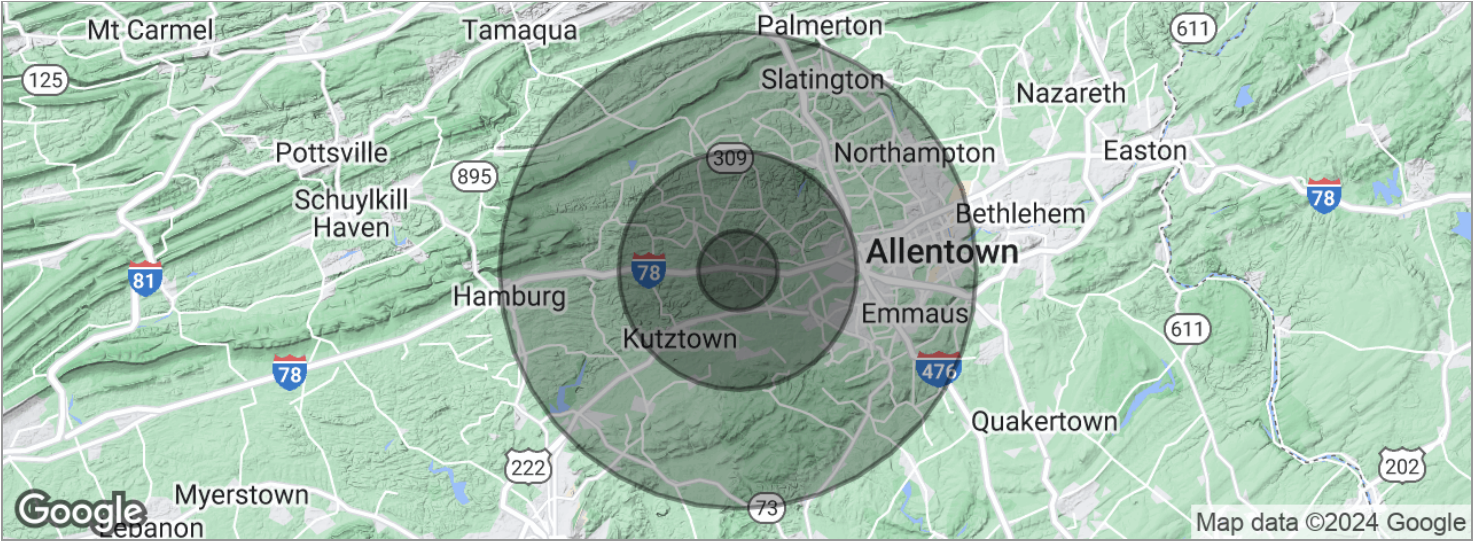 Mt Carmel
Tamaqua
Palmerton
611
125
Slatington
Nazareth
Pottsville
309
Northampton
Easton
895
Schuylkill
Haven
78
Bethlehem
Allentown
81
78
Hamburg
Emmaus
Kutztown
611
78
476
Quakertown
222
202
Myerstown
73
Google
Lebanon
Map data ©2024 Google